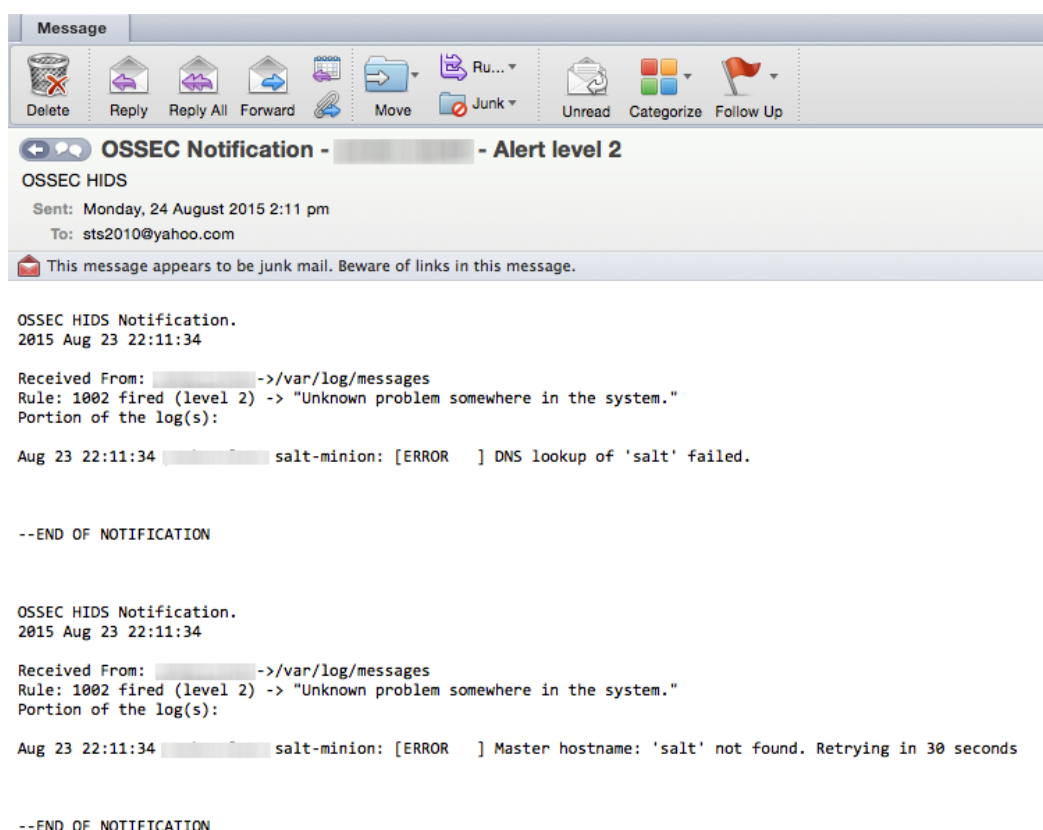 Message
Delete
Reply
Reply All
Forward
Move
Ru...
Junk
Unread
Categorize
Follow Up
OSSEC Notification - - Alert level 2
OSSEC HIDS
Sent: Monday, 24 August 2015 2:11 pm
To: sts2010@yahoo.com
This message appears to be junk mail. Beware of links in this message.
OSSEC HIDS Notification.
2015 Aug 23 22:11:34
Received From: ->/var/log/messages
Rule: 1002 fired (level 2) -> "Unknown problem somewhere in the system."
Portion of the log(s):
Aug 23 22:11:34 salt-minion: [ERROR   ] DNS lookup of 'salt' failed.
--END OF NOTIFICATION
OSSEC HIDS Notification.
2015 Aug 23 22:11:34
Received From: ->/var/log/messages
Rule: 1002 fired (level 2) -> "Unknown problem somewhere in the system."
Portion of the log(s):
Aug 23 22:11:34 salt-minion: [ERROR   ] Master hostname: 'salt' not found. Retrying in 30 seconds
--END OF NOTIFICATION